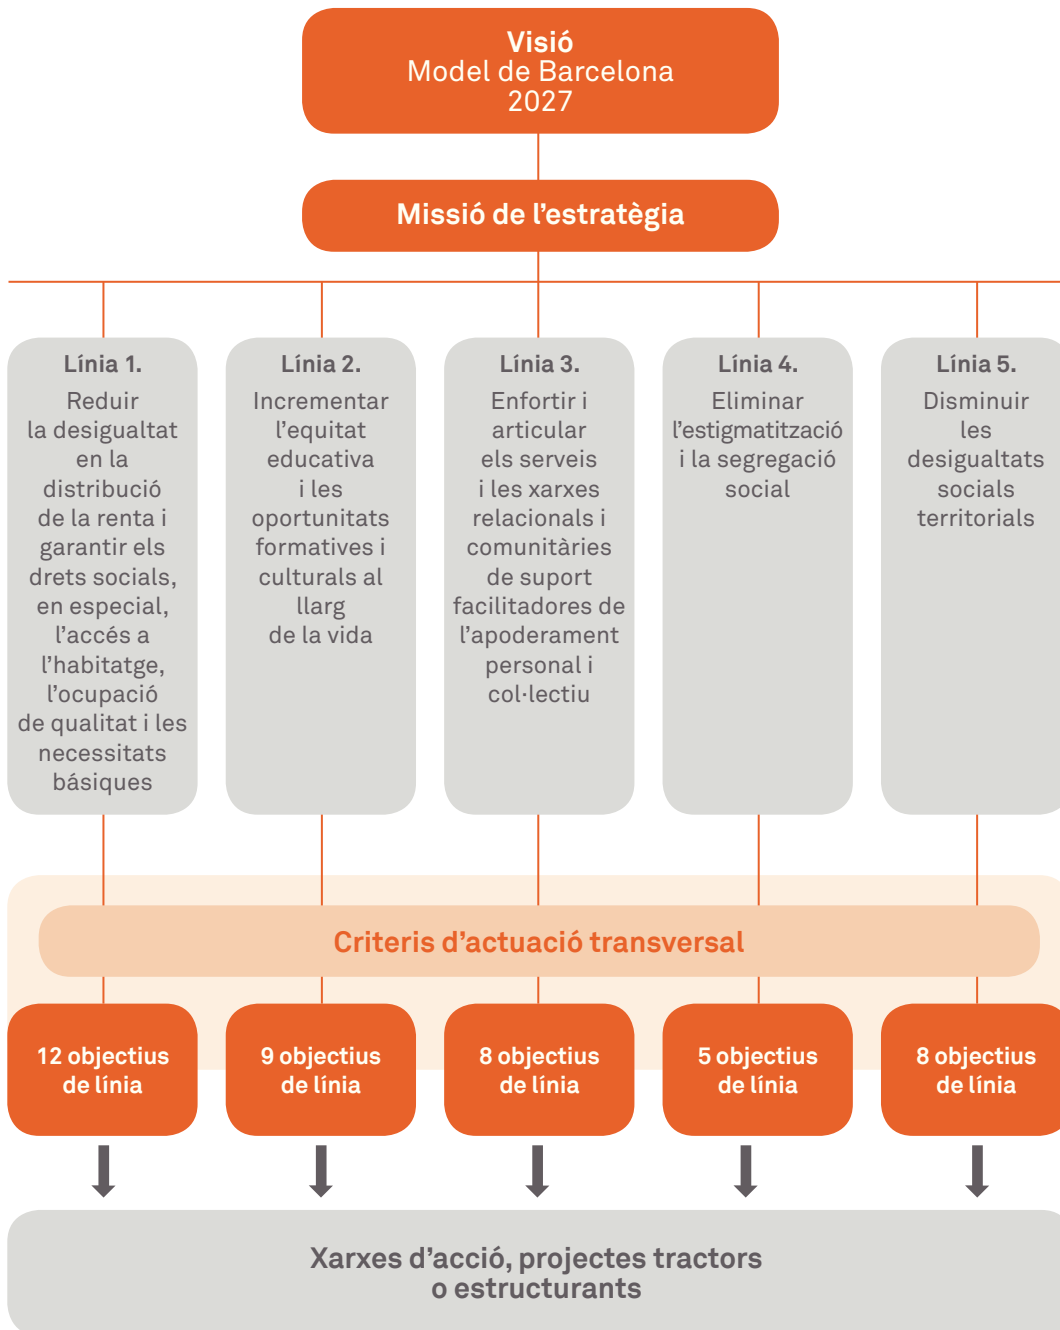 Visió
Model de Barcelona
2027
Missió de l’estratègia
Línia 1.
Reduir
la desigualtat
en la
distribució
de la renta i
garantir els
drets socials,
en especial,
l’accés a
l’habitatge,
l’ocupació
de qualitat i les
necessitats
básiques
Línia 2.
Incrementar
l’equitat
educativa
i les
oportunitats
formatives i
culturals al
llarg
de la vida
Línia 3.
Enfortir i
articular
els serveis
i les xarxes
relacionals i
comunitàries
de suport
facilitadores de
l’apoderament
personal i
col·lectiu
Línia 4.
Eliminar
l’estigmatització
i la segregació
social
Línia 5.
Disminuir
les
desigualtats
socials
territorials
Criteris d’actuació transversal
12 objectius
de línia
9 objectius
de línia
8 objectius
de línia
5 objectius
de línia
8 objectius
de línia
Xarxes d’acció, projectes tractors
o estructurants